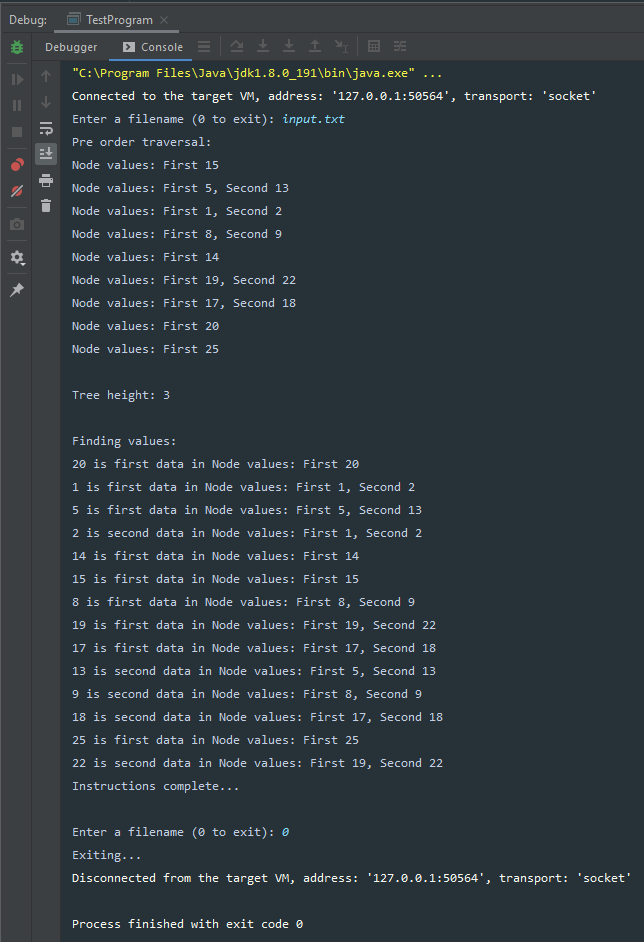 Debug: TestProgram
Debugger Console
"C:\Program Files\Java\jdk1.8.0_191\bin\java.exe" ...
Connected to the target VM, address: '127.0.0.1:50564', transport: 'socket'
Enter a filename (0 to exit): input.txt
Pre order traversal:
Node values: First 15
Node values: First 5, Second 13
Node values: First 1, Second 2
Node values: First 8, Second 9
Node values: First 14
Node values: First 19, Second 22
Node values: First 17, Second 18
Node values: First 20
Node values: First 25
Tree height: 3
Finding values:
20 is first data in Node values: First 20
1 is first data in Node values: First 1, Second 2
5 is first data in Node values: First 5, Second 13
2 is second data in Node values: First 1, Second 2
14 is first data in Node values: First 14
15 is first data in Node values: First 15
8 is first data in Node values: First 8, Second 9
19 is first data in Node values: First 19, Second 22
17 is first data in Node values: First 17, Second 18
13 is second data in Node values: First 5, Second 13
9 is second data in Node values: First 8, Second 9
18 is second data in Node values: First 17, Second 18
25 is first data in Node values: First 25
22 is second data in Node values: First 19, Second 22
Instructions complete...
Enter a filename (0 to exit): 0
Exiting...
Disconnected from the target VM, address: '127.0.0.1:50564', transport: 'socket'
Process finished with exit code 0